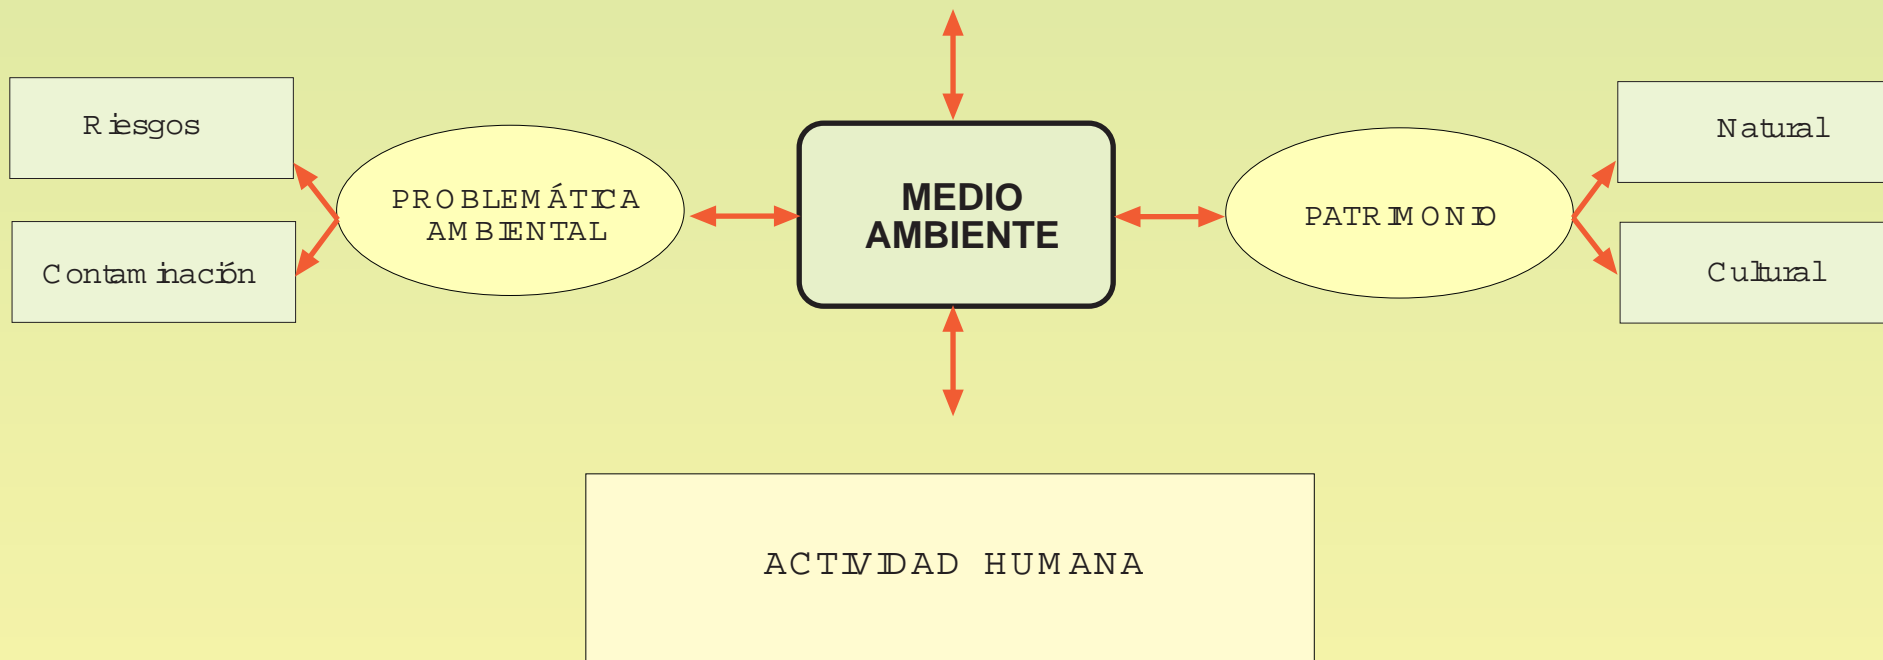 Riesgos
Contaminación
PROBLEMÁTICA
AMBIENTAL
MEDIO
AMBIENTE
PATRIMONIO
Natural
Cultural
ACTIVIDAD HUMANA